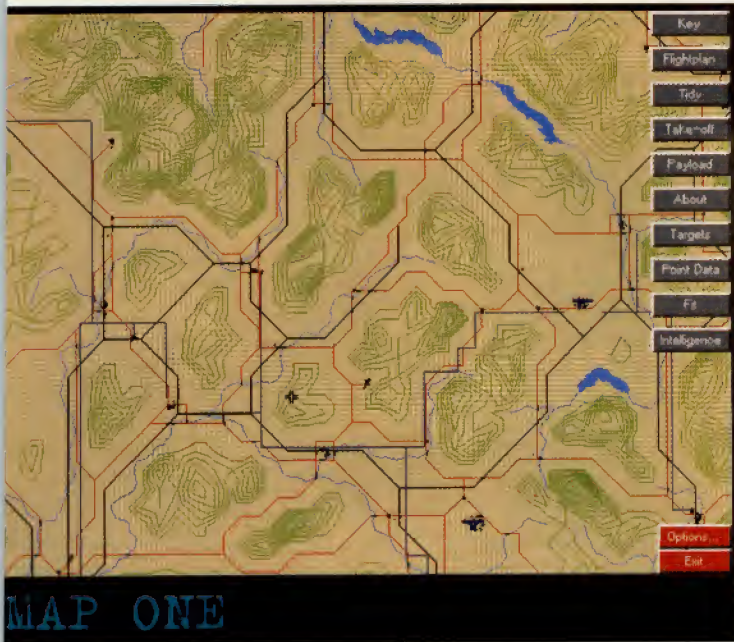 Key
Flightplan
Tidy
Takeoff
Payload
About
Targets
Point Data
Fit
Intelligence
Options...
Exit
MAP ONE